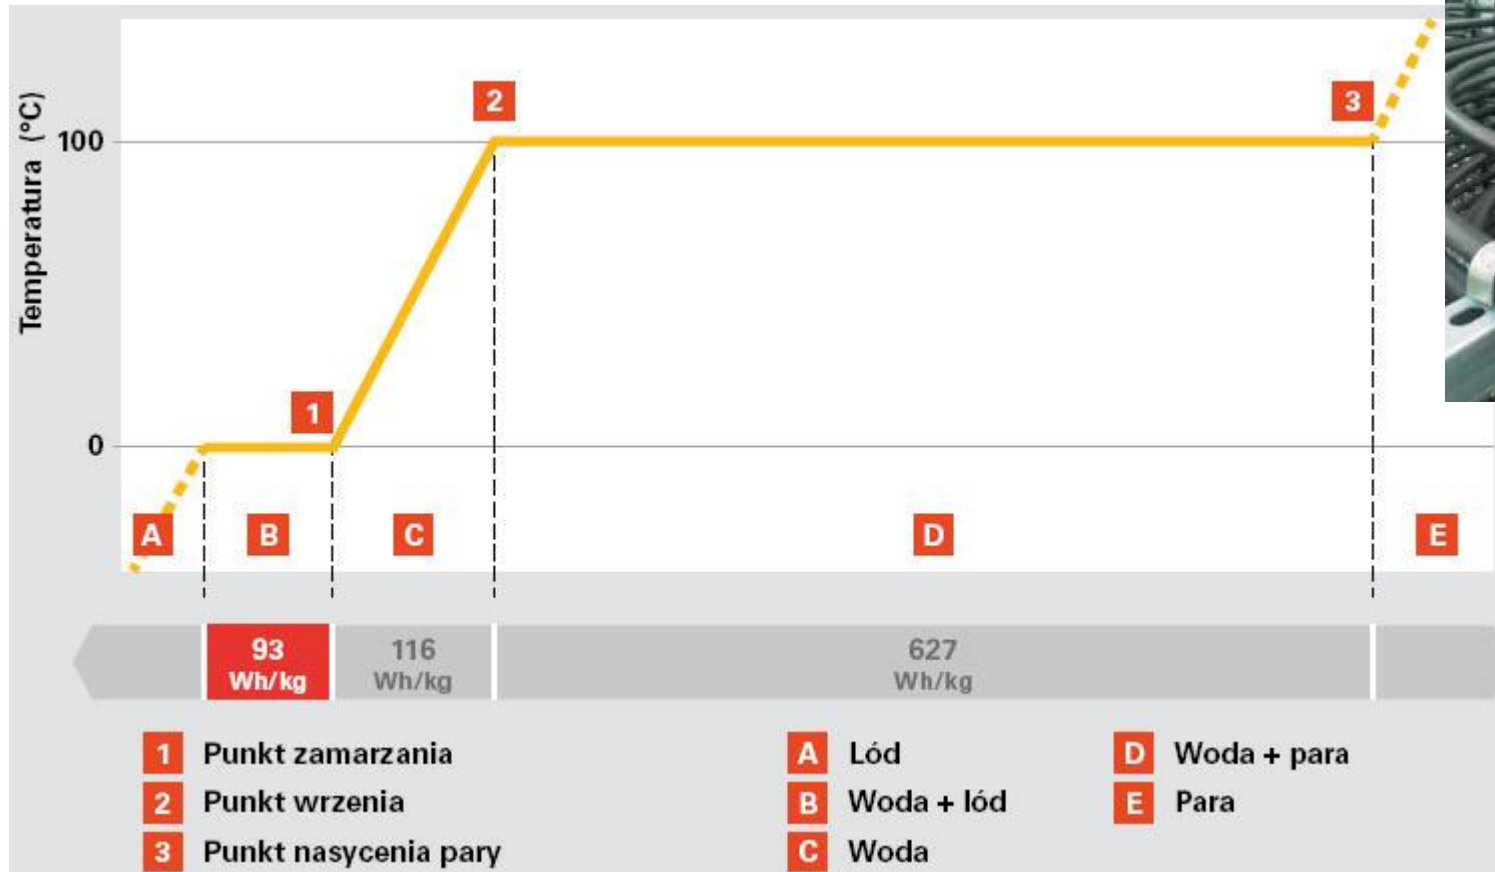 Temperatura (°C)
2
3
100
1
0
A
B
C
D
E
93
Wh/kg
116
Wh/kg
627
Wh/kg
1 Punkt zamarzania
2 Punkt wrzenia
3 Punkt nasycenia pary
A Lód
B Woda + lód
C Woda
D Woda + para
E Para